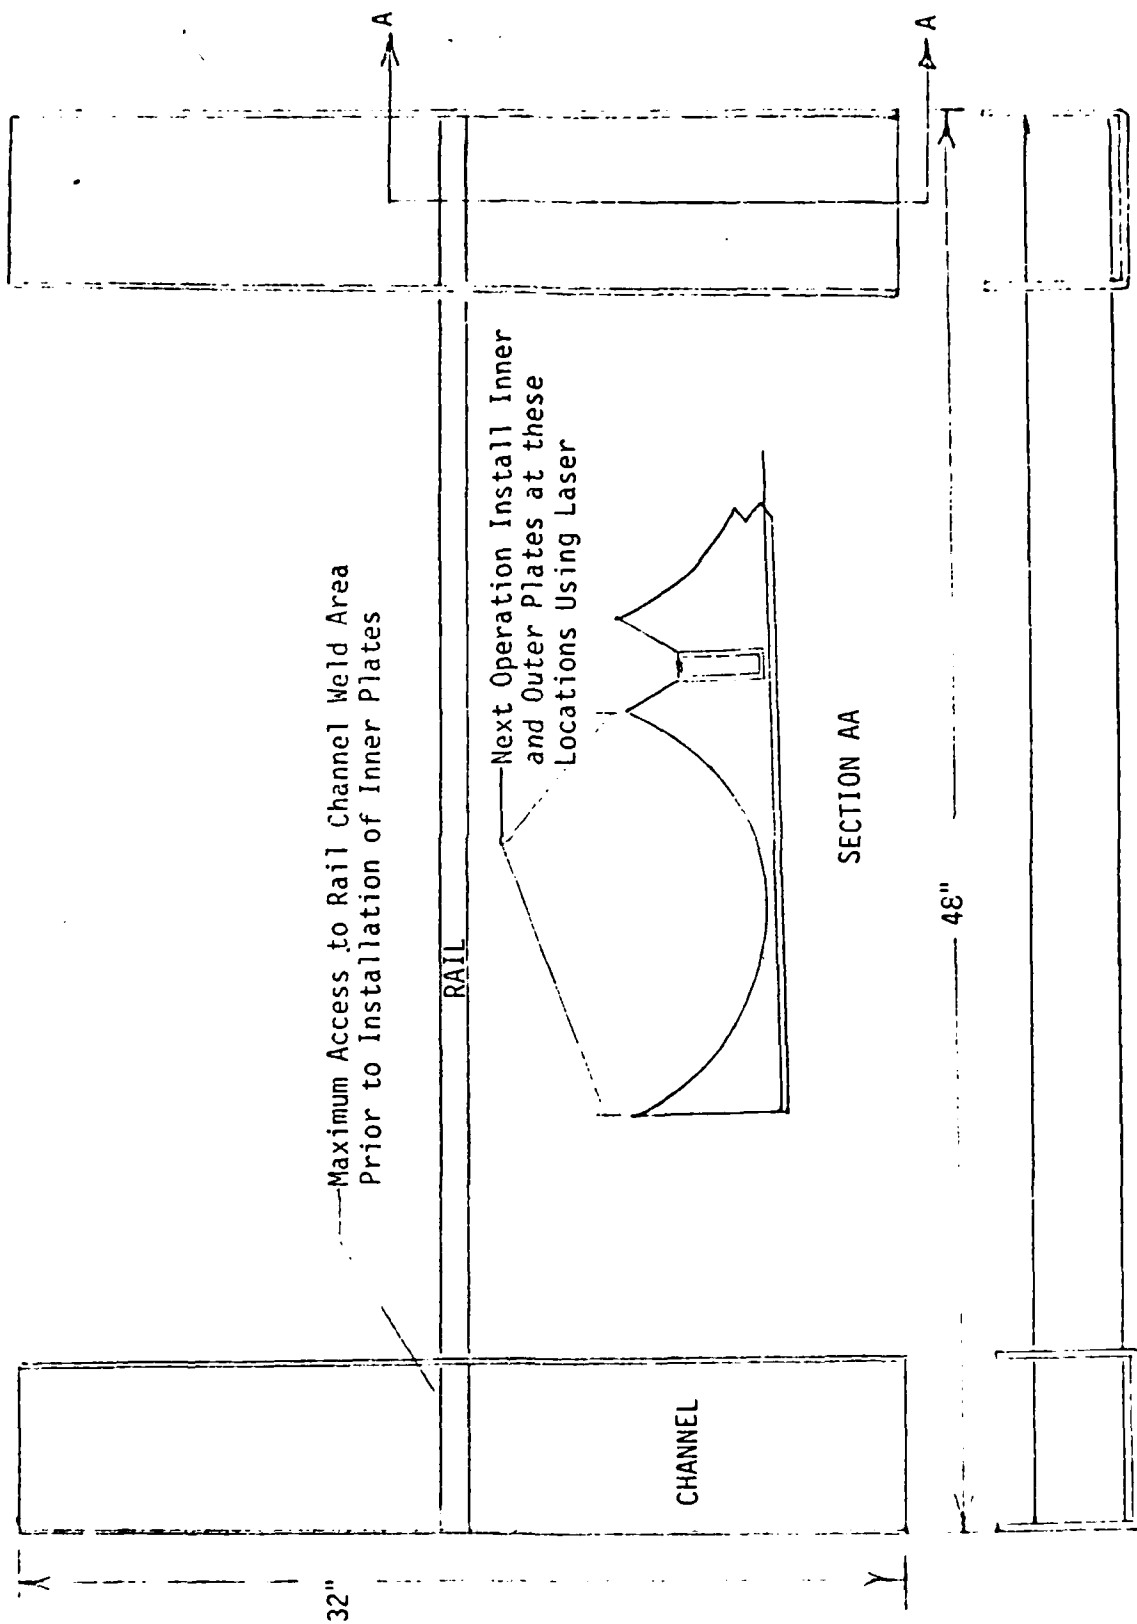 Maximum Access to Rail Channel Weld Area
Prior to Installation of Inner Plates
RAIL
Next Operation Install Inner
and Outer Plates at these
Locations Using Laser
CHANNEL
SECTION AA
A
A
32"
48"